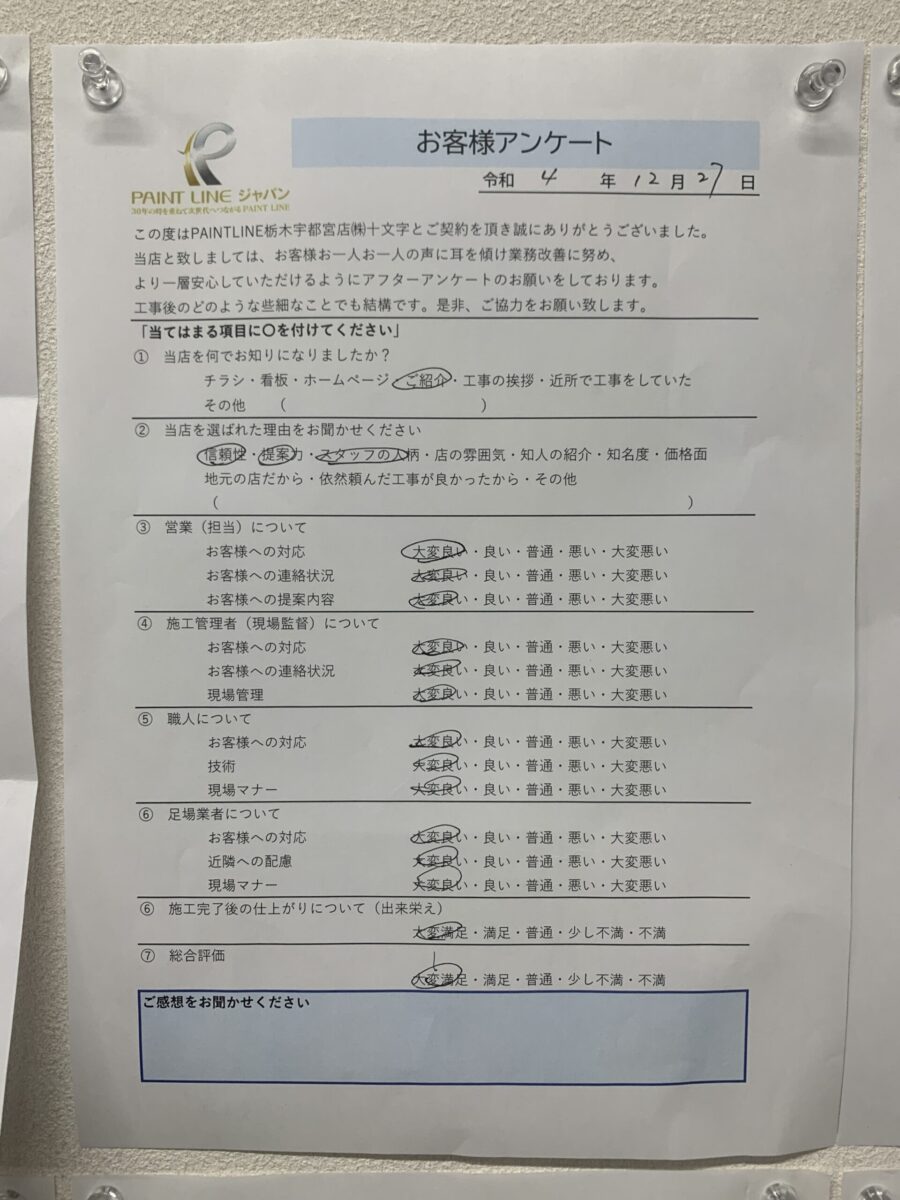 お客様アンケート
PAINT LINE ジャパン
30年の時を重ねて次世代へつながるPAINT LINE
令和 4 年 12月 27 日
この度はPAINTLINE栃木宇都宮店㈱十文字とご契約を頂き誠にありがとうございました。
当店と致しましては、お客様お一人お一人の声に耳を傾け業務改善に努め、
より一層安心していただけるようにアフターアンケートのお願いをしております。
工事後のどのような些細なことでも結構です。是非、ご協力をお願い致します。
「当てはまる項目に〇を付けてください」
① 当店を何でお知りになりましたか？
チラシ・看板・ホームページ・ご紹介・工事の挨拶・近所で工事をしていた
その他 （ ）
② 当店を選ばれた理由をお聞かせください
信頼性・提案力・スタッフの人柄・店の雰囲気・知人の紹介・知名度・価格面
地元の店だから・依然頼んだ工事が良かったから・その他
（ ）
③ 営業（担当）について
お客様への対応 大変良い・良い・普通・悪い・大変悪い
お客様への連絡状況 大変良い・良い・普通・悪い・大変悪い
お客様への提案内容 大変良い・良い・普通・悪い・大変悪い
④ 施工管理者（現場監督）について
お客様への対応 大変良い・良い・普通・悪い・大変悪い
お客様への連絡状況 大変良い・良い・普通・悪い・大変悪い
現場管理 大変良い・良い・普通・悪い・大変悪い
⑤ 職人について
お客様への対応 大変良い・良い・普通・悪い・大変悪い
技術 大変良い・良い・普通・悪い・大変悪い
現場マナー 大変良い・良い・普通・悪い・大変悪い
⑥ 足場業者について
お客様への対応 大変良い・良い・普通・悪い・大変悪い
近隣への配慮 大変良い・良い・普通・悪い・大変悪い
現場マナー 大変良い・良い・普通・悪い・大変悪い
⑥ 施工完了後の仕上がりについて（出来栄え）
大変満足・満足・普通・少し不満・不満
⑦ 総合評価
大変満足・満足・普通・少し不満・不満
ご感想をお聞かせください